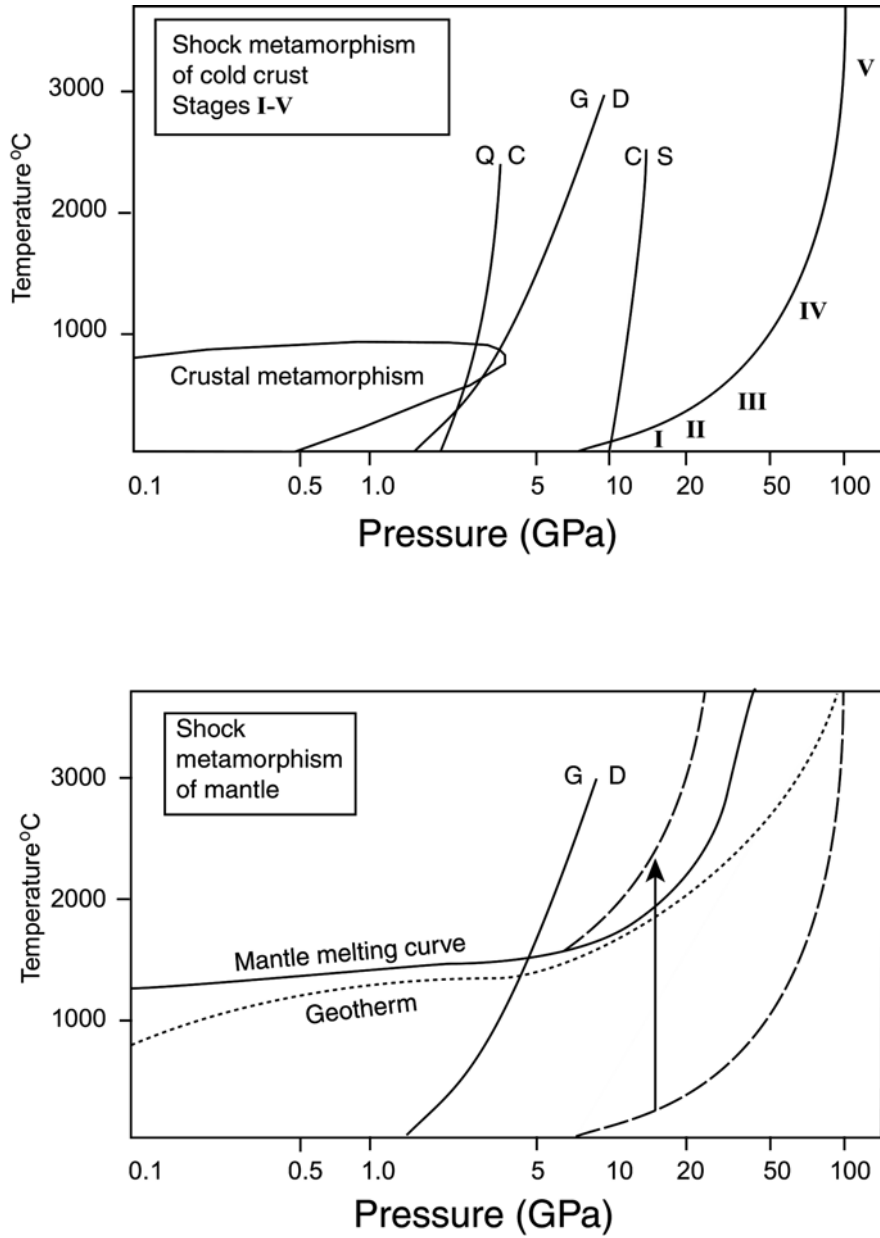 Shock metamorphism
of cold crust
Stages I-V
V
3000
G D
Q C
C S
2000
Temperature °C
IV
1000
Crustal metamorphism
III
II
I
0.1 0.5 1.0 5 10 20 50 100
Pressure (GPa)
Shock
metamorphism
of mantle
3000
G D
2000
Temperature °C
Mantle melting curve
Geotherm
1000
0.1 0.5 1.0 5 10 20 50 100
Pressure (GPa)